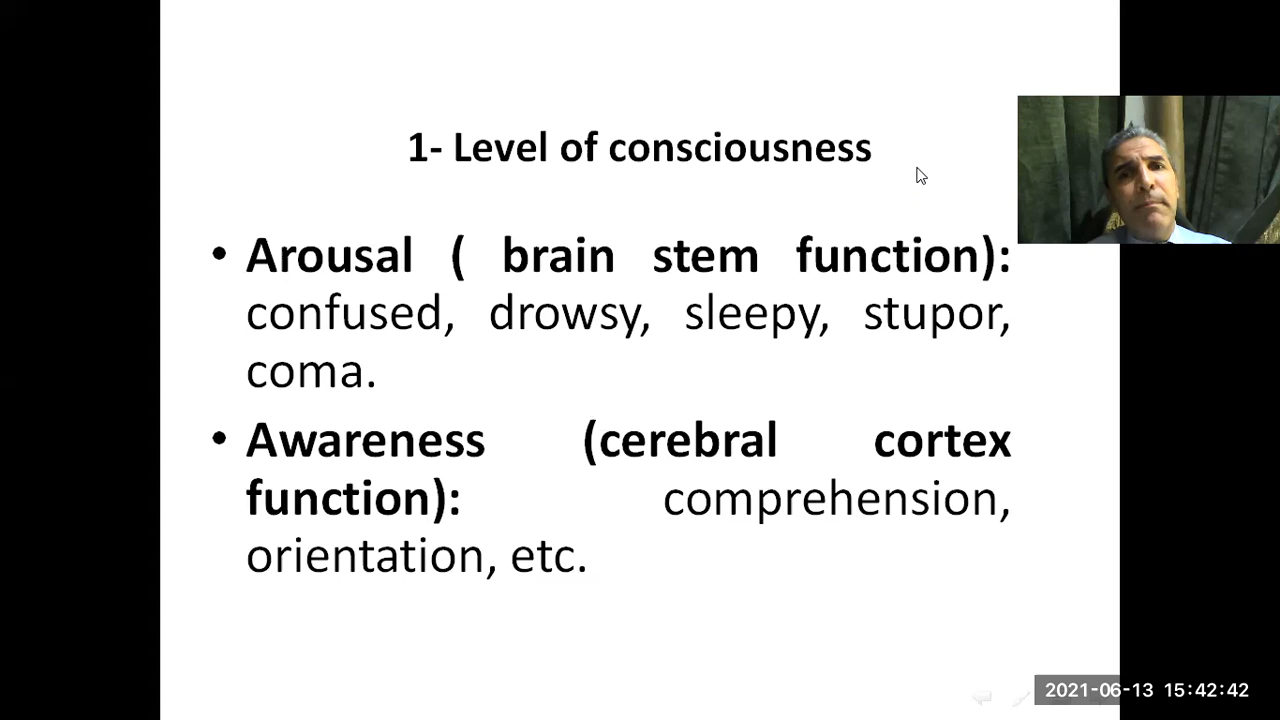 1- Level of consciousness
• Arousal ( brain stem function):
confused, drowsy, sleepy, stupor,
coma.
• Awareness (cerebral cortex
function): comprehension,
orientation, etc.
2021-06-13 15:42:42